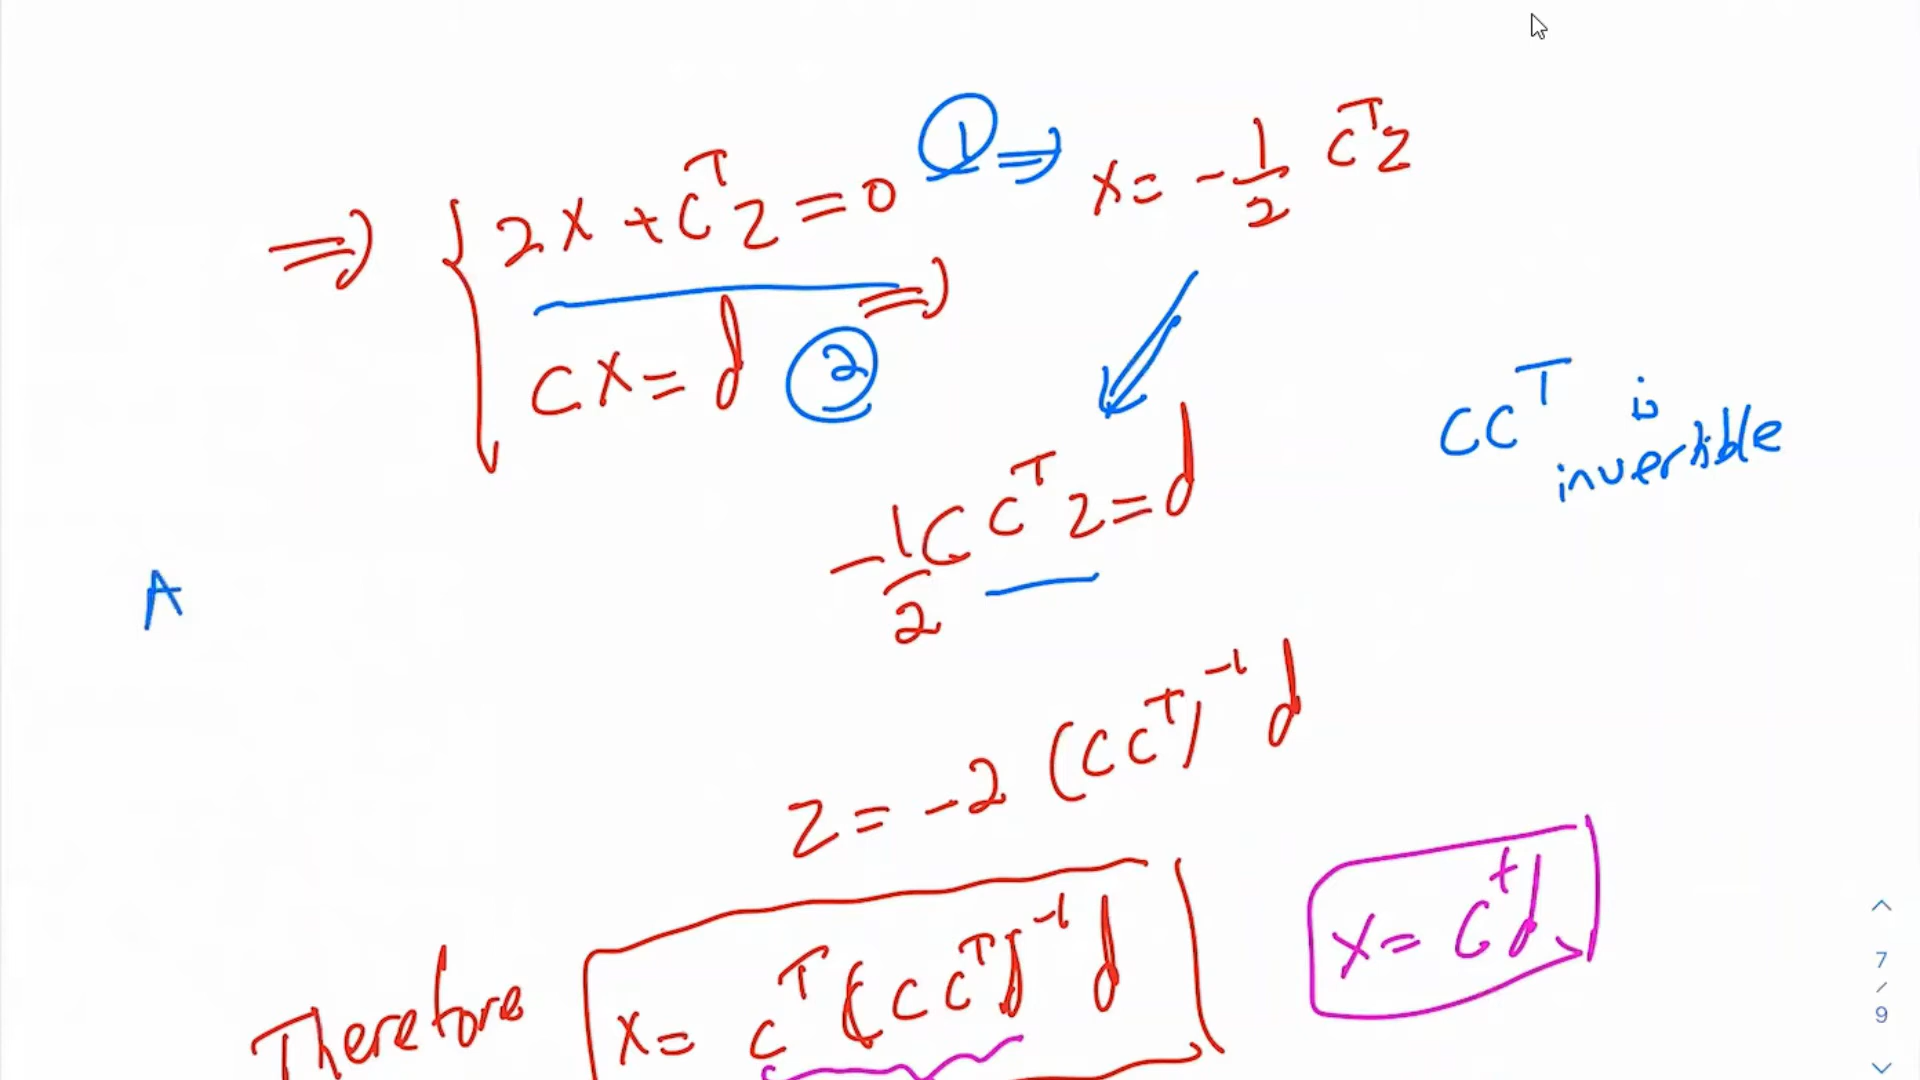 ⇒ { 2x + Cᵀz = 0 ① ⇒ x = -1/2 Cᵀz
Cx = d ② ⇒
CCᵀ is invertible
-1/2 C Cᵀz = d
A
z = -2 (CCᵀ)⁻¹ d
Therefore x = Cᵀ(CCᵀ)⁻¹ d
x = C†d
7
/
9